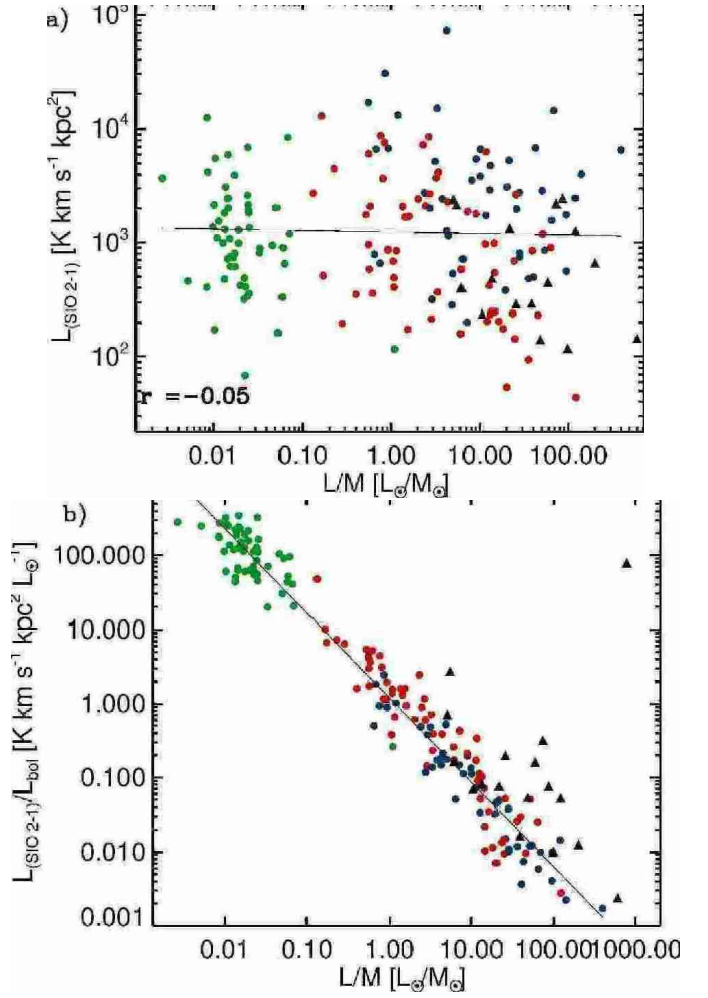 a)
10⁵
10⁴
10³
10²
L(SIO 2-1) [K km s⁻¹ kpc²]
r = −0.05
0.01 0.10 1.00 10.00 100.00
L/M [L⊙/M⊙]
b)
100.000
10.000
1.000
0.100
0.010
0.001
L(SIO 2-1)/Lbol [K km s⁻¹ kpc² L⊙⁻¹]
0.01 0.10 1.00 10.00 100.00 1000.00
L/M [L⊙/M⊙]